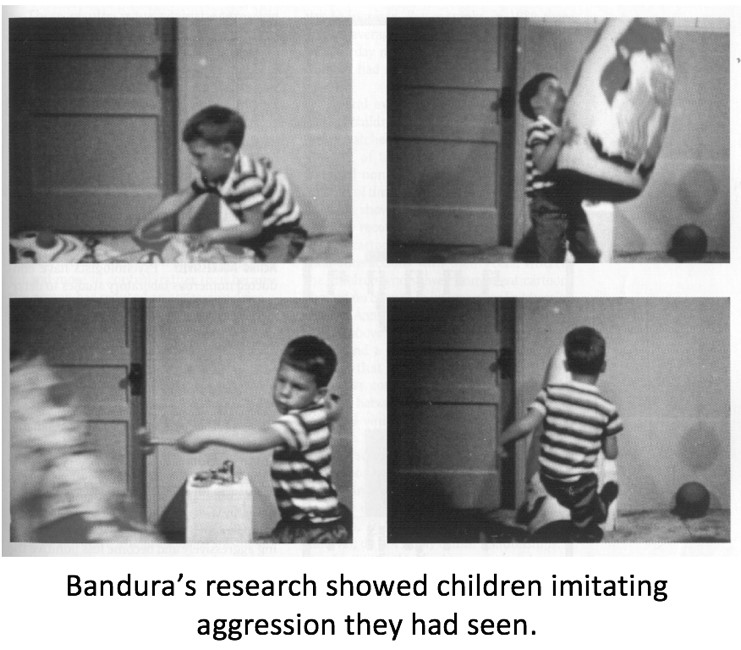 Bandura’s research showed children imitating
aggression they had seen.